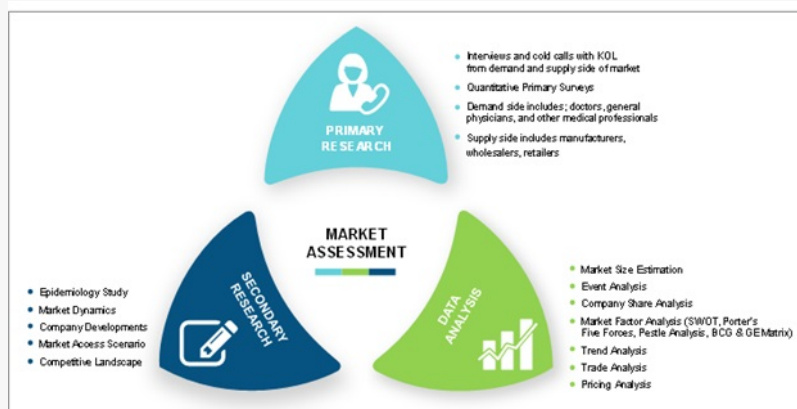 Interviews and cold calls with KOL
from demand and supply side of market
Quantitative Primary Surveys
Demand side includes; doctors, general
physicians, and other medical professionals
Supply side includes manufacturers,
wholesalers, retailers
PRIMARY
RESEARCH
MARKET
ASSESSMENT
SECONDARY
RESEARCH
Epidemiology Study
Market Dynamics
Company Developments
Market Access Scenario
Competitive Landscape
DATA
ANALYSIS
Market Size Estimation
Event Analysis
Company Share Analysis
Market Factor Analysis (SWOT, Porter's
Five Forces, Pestle Analysis, BCG & GE Matrix)
Trend Analysis
Trade Analysis
Pricing Analysis